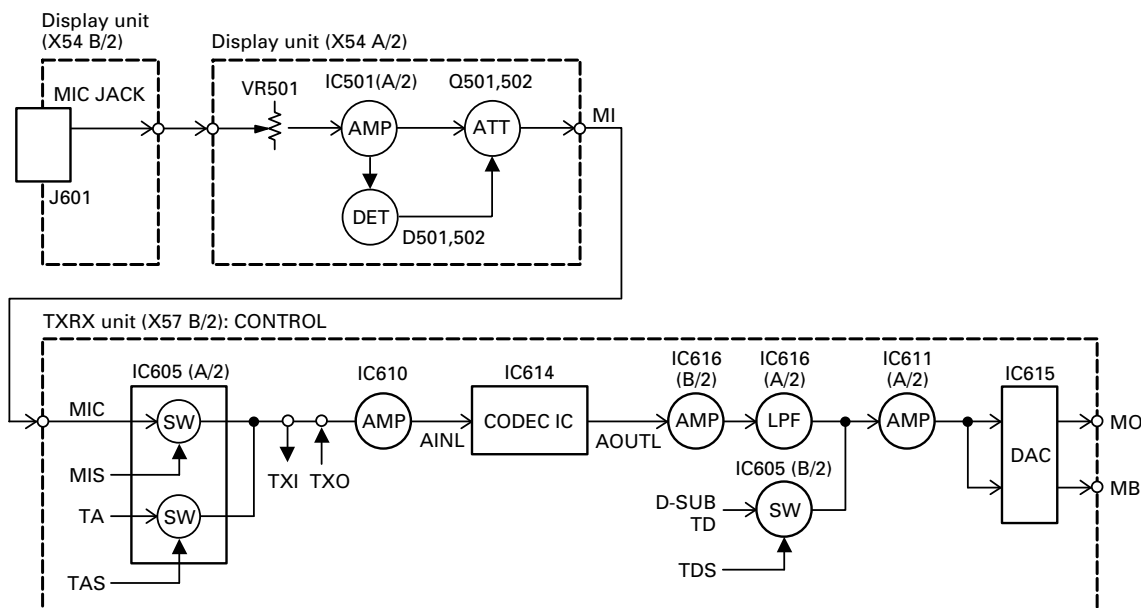 Display unit
(X54 B/2)
Display unit (X54 A/2)
MIC JACK
J601
VR501
IC501(A/2)
Q501,502
AMP
ATT
MI
DET
D501,502
TXRX unit (X57 B/2): CONTROL
IC605 (A/2)
IC610
IC614
IC616
(B/2)
IC616
(A/2)
IC611
(A/2)
IC615
MIC
SW
AMP
CODEC IC
AMP
LPF
AMP
MO
AINL
AOUTL
MIS
TXI
TXO
DAC
IC605 (B/2)
MB
TA
SW
D-SUB
TD
SW
TAS
TDS